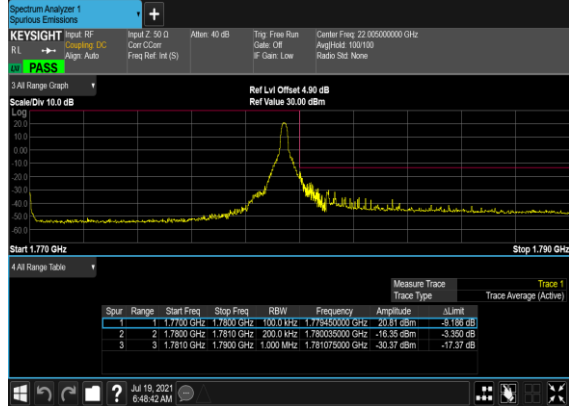 Spectrum Analyzer 1
Spurious Emissions
+
KEYSIGHT Input: RF Input Z: 50 Ω Atten: 40 dB Trig: Free Run Center Freq: 22.005000000 GHz
RL Coupling: DC Corr CCorr Gate: Off Avg|Hold: 100/100
Align: Auto Freq Ref: Int (S) IF Gain: Low Radio Std: None
PASS
3 All Range Graph
Ref Lvl Offset 4.90 dB
Scale/Div 10.0 dB Ref Value 30.00 dBm
Log
20.0
10.0
0.00
-10.0
-20.0
-30.0
-40.0
-50.0
-60.0
Start 1.770 GHz Stop 1.790 GHz
4 All Range Table
Measure Trace Trace 1
Trace Type Trace Average (Active)
Spur Range Start Freq Stop Freq RBW Frequency Amplitude ΔLimit
1 1 1.7700 GHz 1.7800 GHz 100.0 kHz 1.779450000 GHz 20.81 dBm -9.186 dB
2 2 1.7800 GHz 1.7810 GHz 200.0 kHz 1.780035000 GHz -16.35 dBm -3.350 dB
3 3 1.7810 GHz 1.7900 GHz 1.000 MHz 1.781075000 GHz -30.37 dBm -17.37 dB
? Jul 19, 2021
6:48:42 AM